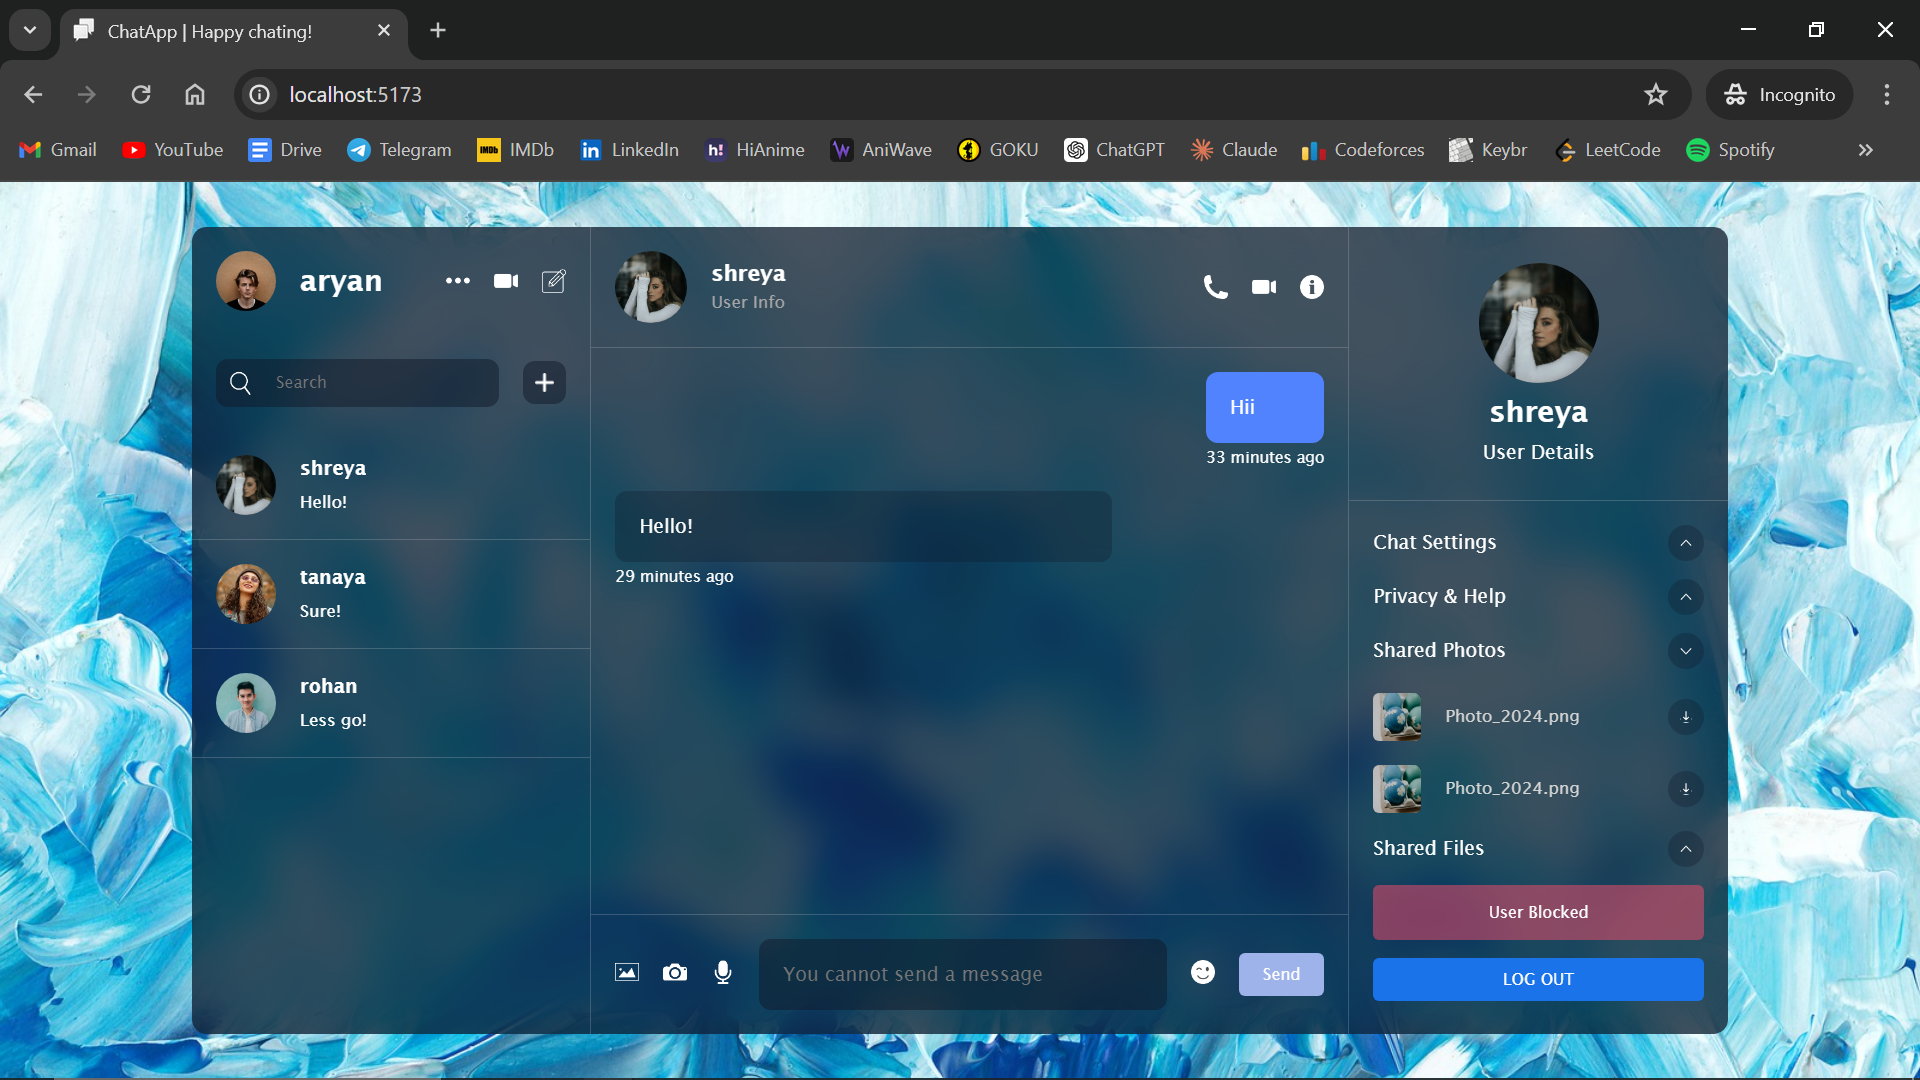 ChatApp | Happy chating!
localhost:5173
Incognito
Gmail
YouTube
Drive
Telegram
IMDb
IMDb
in
LinkedIn
h!
HiAnime
AniWave
GOKU
ChatGPT
Claude
Codeforces
Keybr
LeetCode
Spotify
aryan
Search
shreya
Hello!
tanaya
Sure!
rohan
Less go!
shreya
User Info
Hii
33 minutes ago
Hello!
29 minutes ago
You cannot send a message
Send
shreya
User Details
Chat Settings
Privacy & Help
Shared Photos
Photo_2024.png
Photo_2024.png
Shared Files
User Blocked
LOG OUT